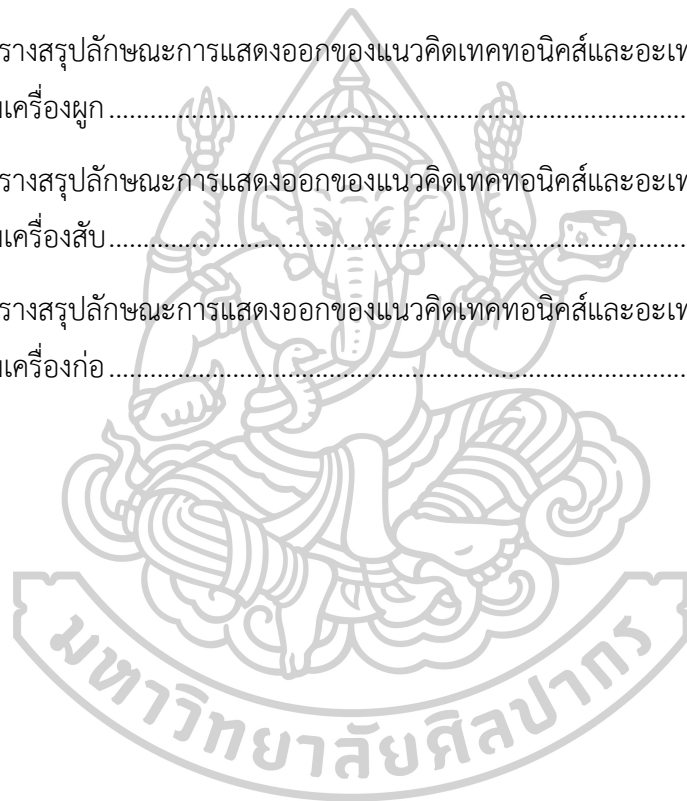 รางสรุปลักษณะการแสดงออกของแนวคิดเทคทอนิคส์และอะเท
เครื่องผูก
รางสรุปลักษณะการแสดงออกของแนวคิดเทคทอนิคส์และอะเท
เครื่องสับ
รางสรุปลักษณะการแสดงออกของแนวคิดเทคทอนิคส์และอะเท
เครื่องก่อ
มหาวิทยาลัยศิลปากร